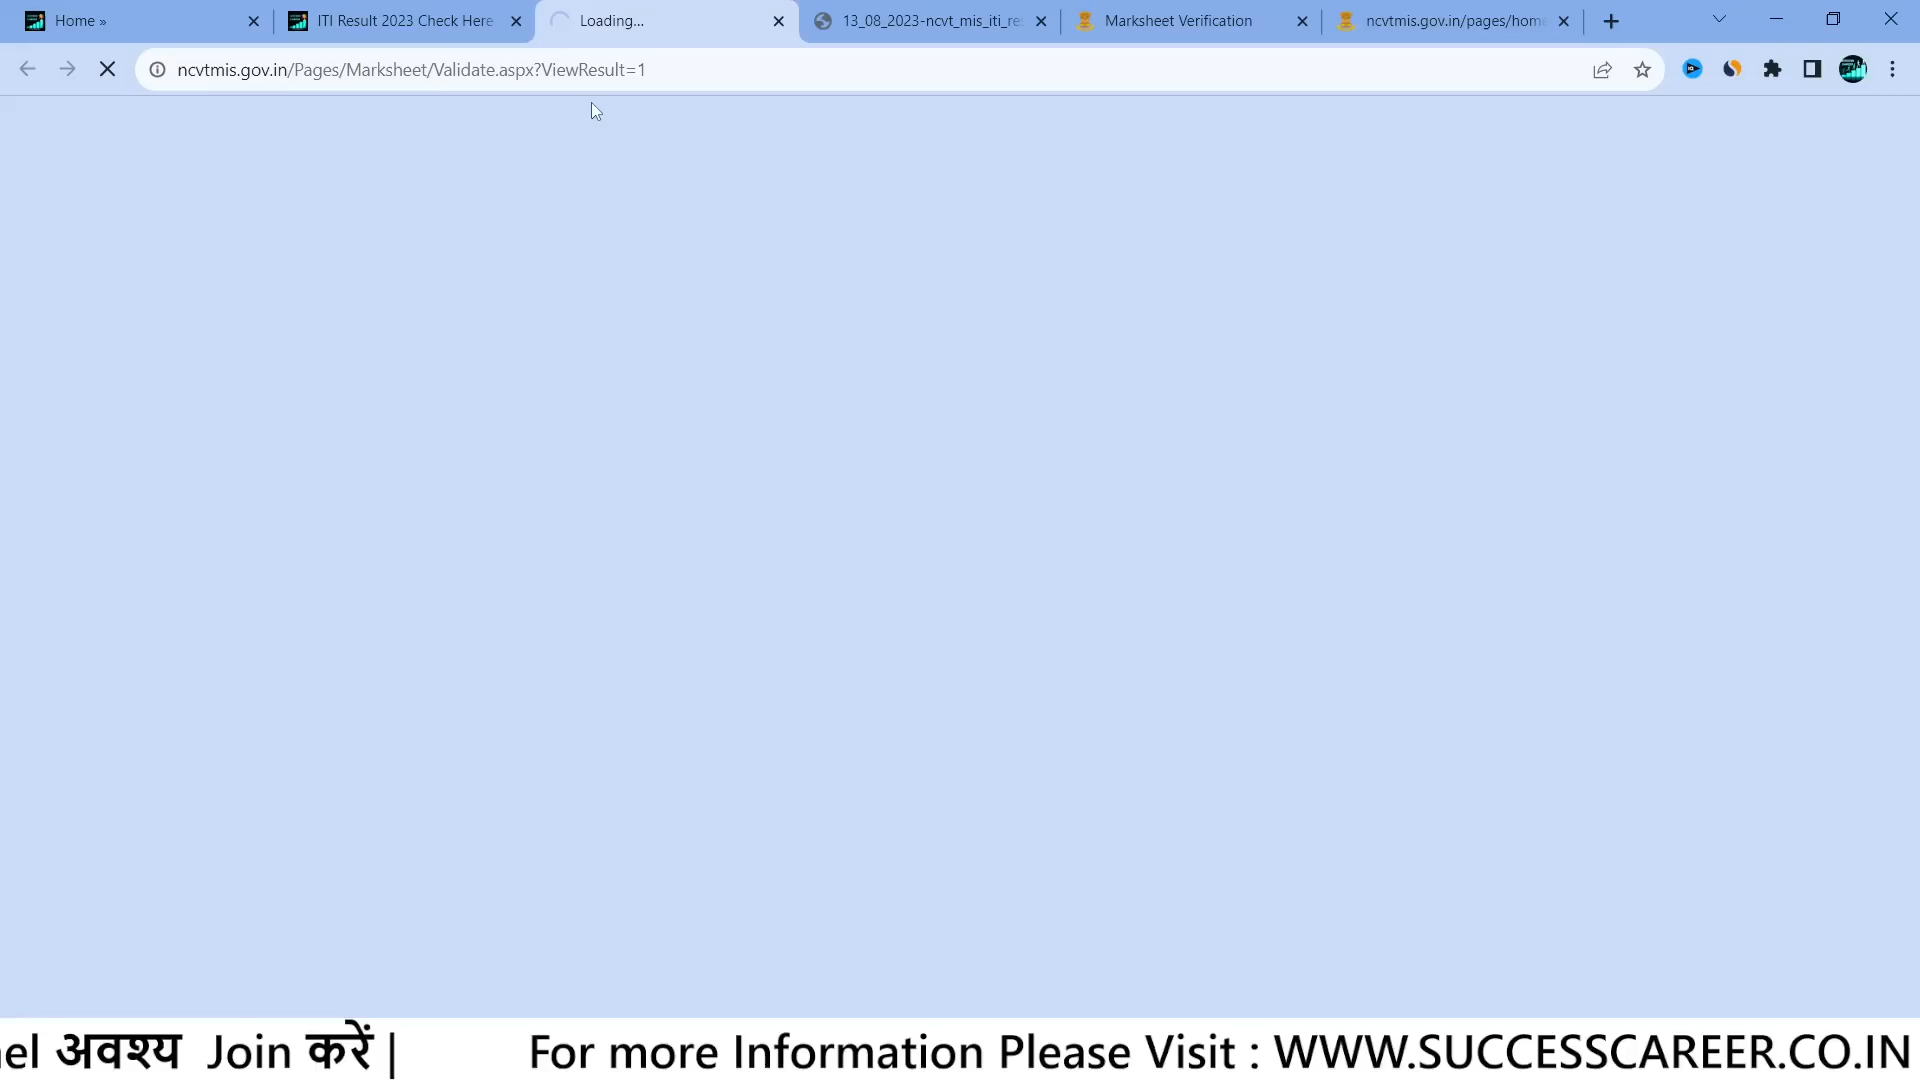 Home »
ITI Result 2023 Check Here
Loading...
13_08_2023-ncvt_mis_iti_re
Marksheet Verification
ncvtmis.gov.in/pages/hom
ncvtmis.gov.in/Pages/Marksheet/Validate.aspx?ViewResult=1
el अवश्य Join करें | For more Information Please Visit : WWW.SUCCESSCAREER.CO.IN